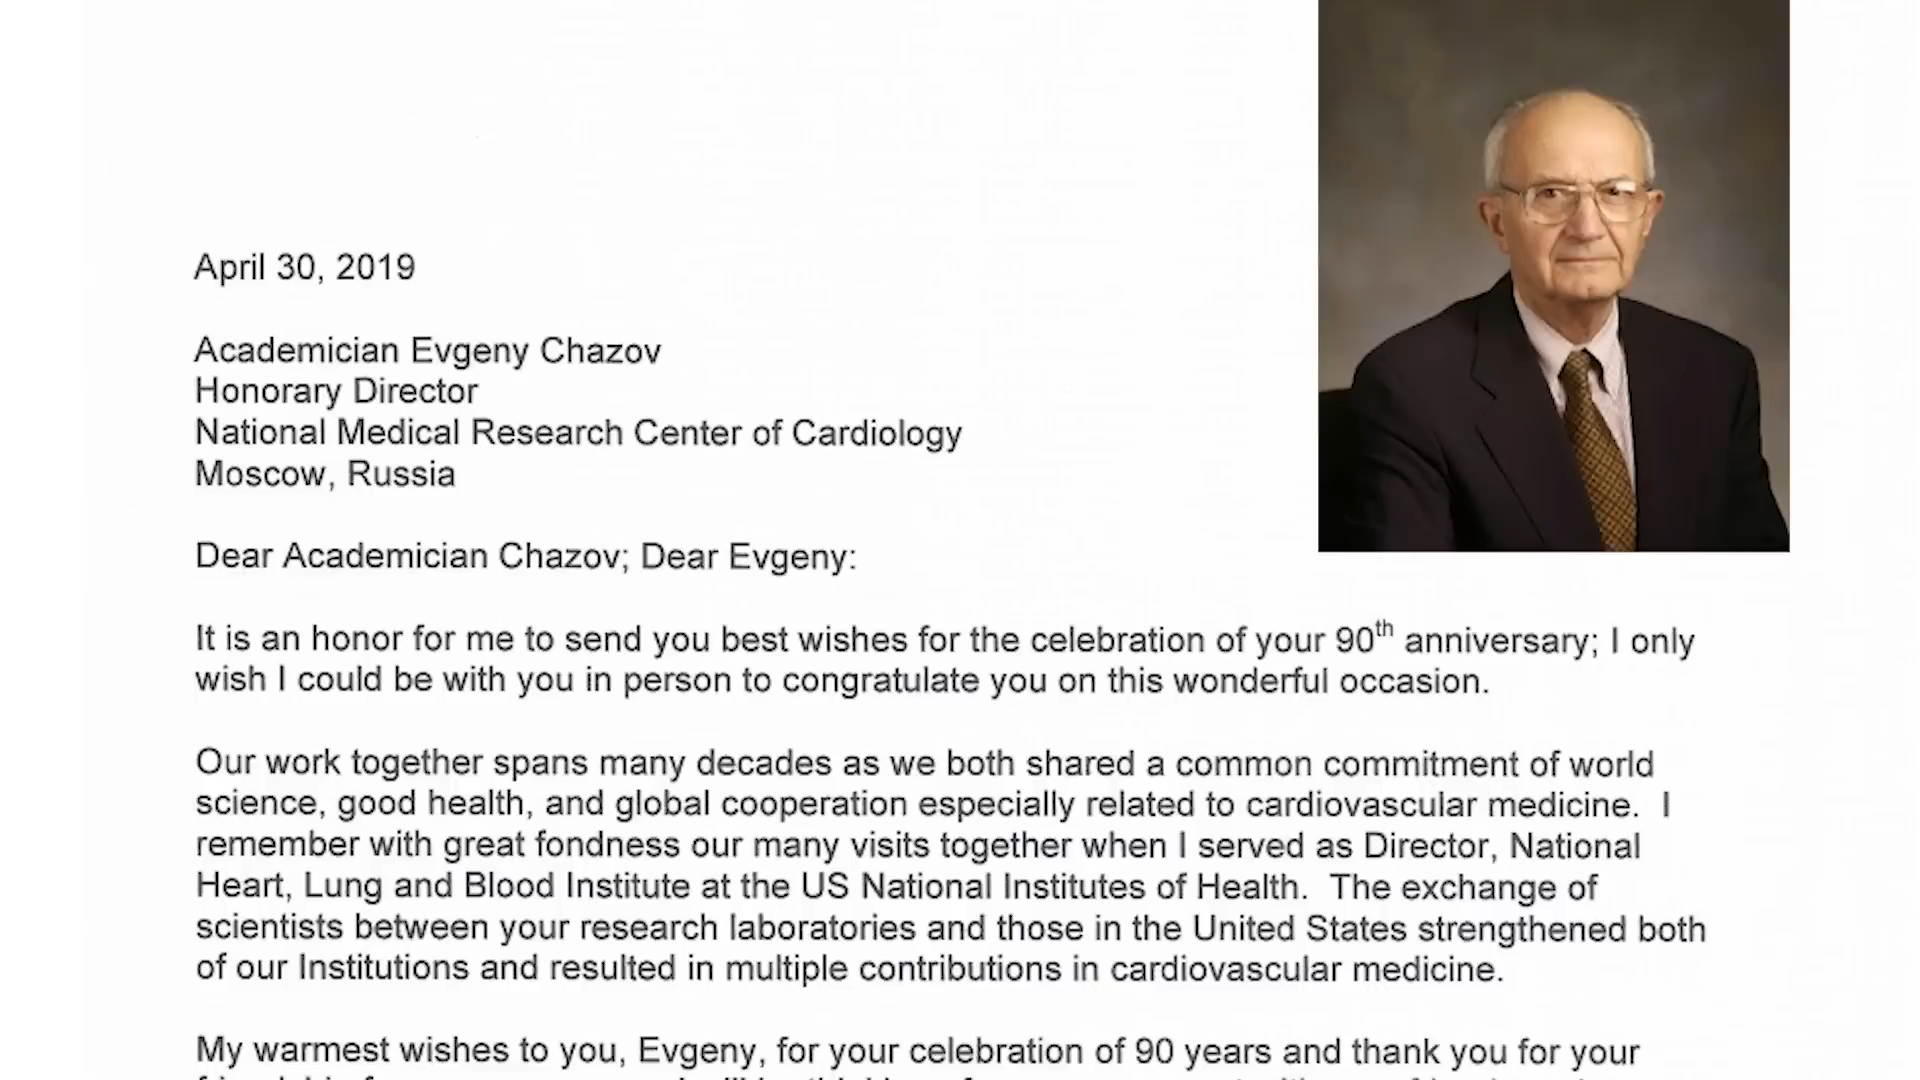 April 30, 2019
Academician Evgeny Chazov
Honorary Director
National Medical Research Center of Cardiology
Moscow, Russia
Dear Academician Chazov; Dear Evgeny:
It is an honor for me to send you best wishes for the celebration of your 90th anniversary; I only
wish I could be with you in person to congratulate you on this wonderful occasion.
Our work together spans many decades as we both shared a common commitment of world
science, good health, and global cooperation especially related to cardiovascular medicine.  I
remember with great fondness our many visits together when I served as Director, National
Heart, Lung and Blood Institute at the US National Institutes of Health.  The exchange of
scientists between your research laboratories and those in the United States strengthened both
of our Institutions and resulted in multiple contributions in cardiovascular medicine.
My warmest wishes to you, Evgeny, for your celebration of 90 years and thank you for your